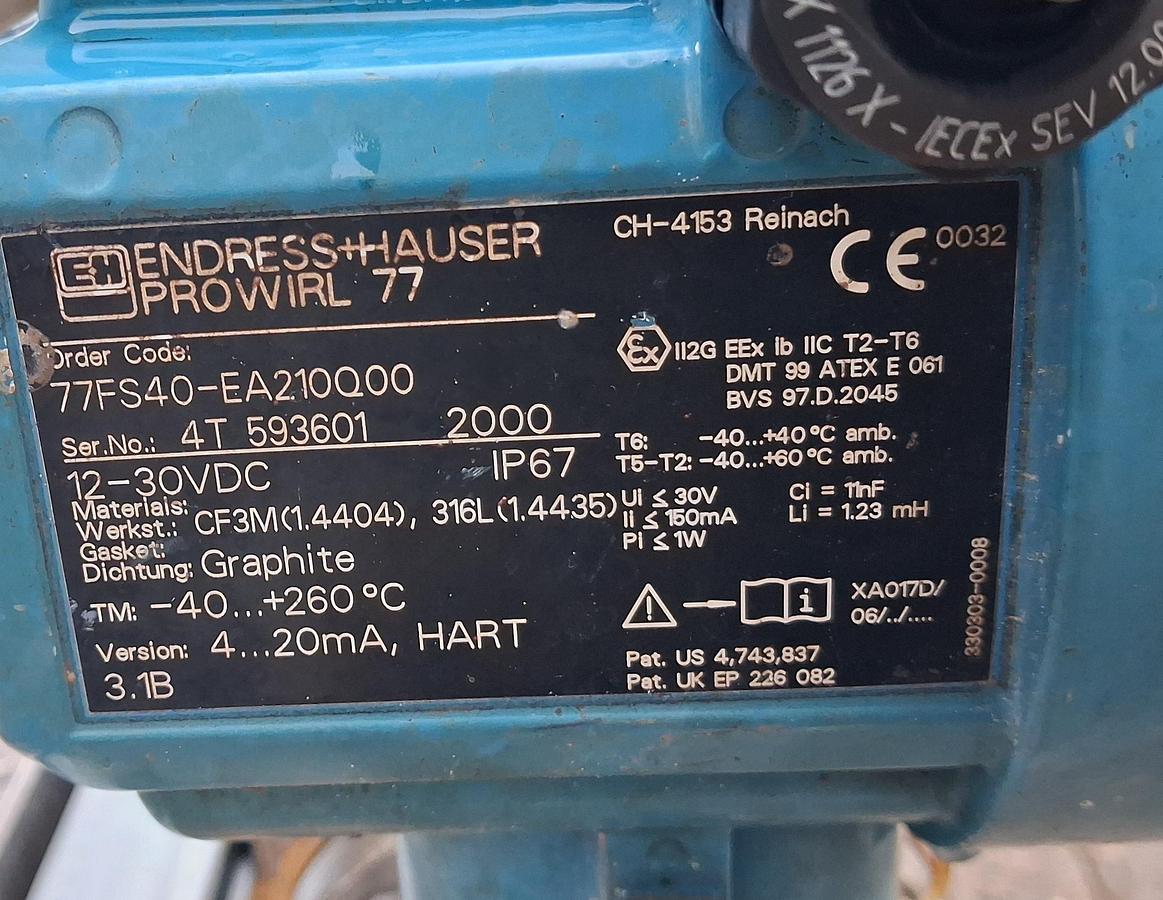 X 1126 X - IECEx SEV 12.00
E+H
ENDRESS+HAUSER
PROWIRL 77
Order Code:
77FS40-EA210Q00
Ser.No.: 4T 593601 2000
12-30VDC IP67
Materials:
Werkst.: CF3M(1.4404), 316L(1.4435)
Gasket:
Dichtung: Graphite
TM: -40...+260 °C
Version: 4...20mA, HART
3.1B
CH-4153 Reinach
CE 0032
Ex II2G EEx ib IIC T2-T6
DMT 99 ATEX E 061
BVS 97.D.2045
T6: -40...+40°C amb.
T5-T2: -40...+60°C amb.
Ui ≤ 30V Ci = 11nF
Ii ≤ 150mA Li = 1.23 mH
Pi ≤ 1W
! i XA017D/
06/../....
Pat. US 4,743,837
Pat. UK EP 226 082
330303-0008